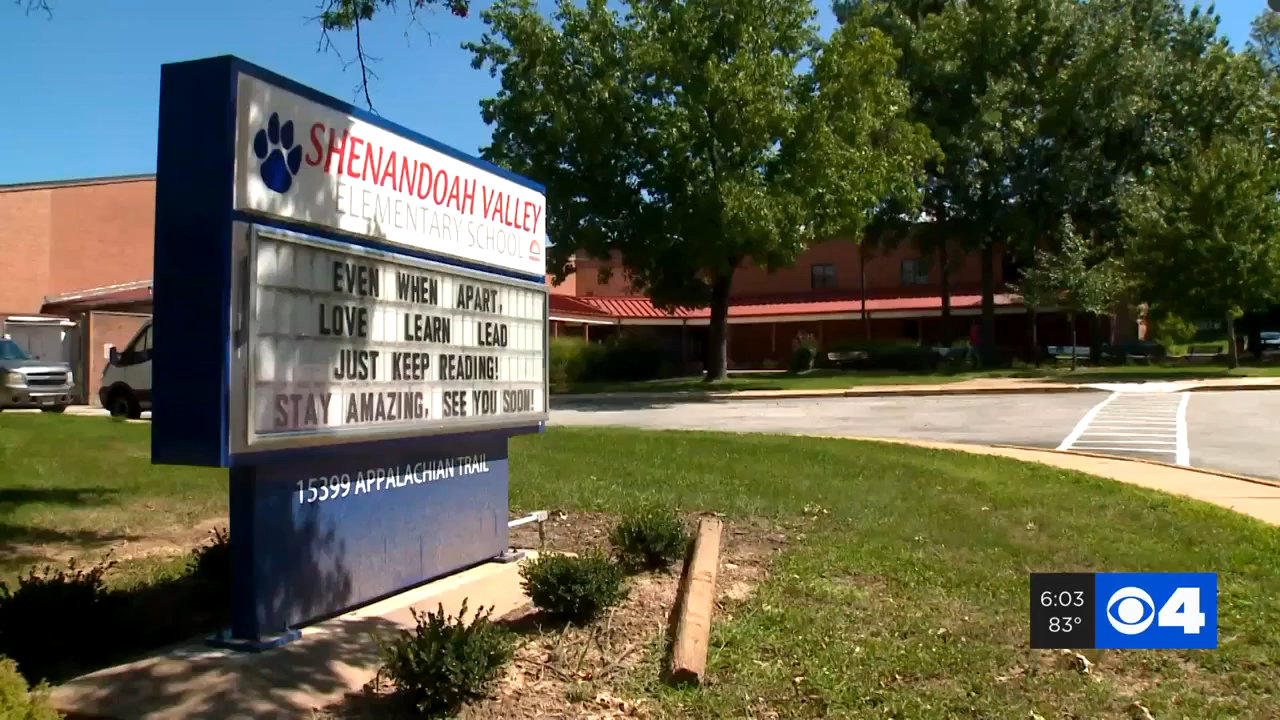 SHENANDOAH VALLEY
ELEMENTARY SCHOOL
EVEN WHEN APART,
LOVE LEARN LEAD
JUST KEEP READING!
STAY AMAZING, SEE YOU SOON!
15399 APPALACHIAN TRAIL
6:03
83°
4